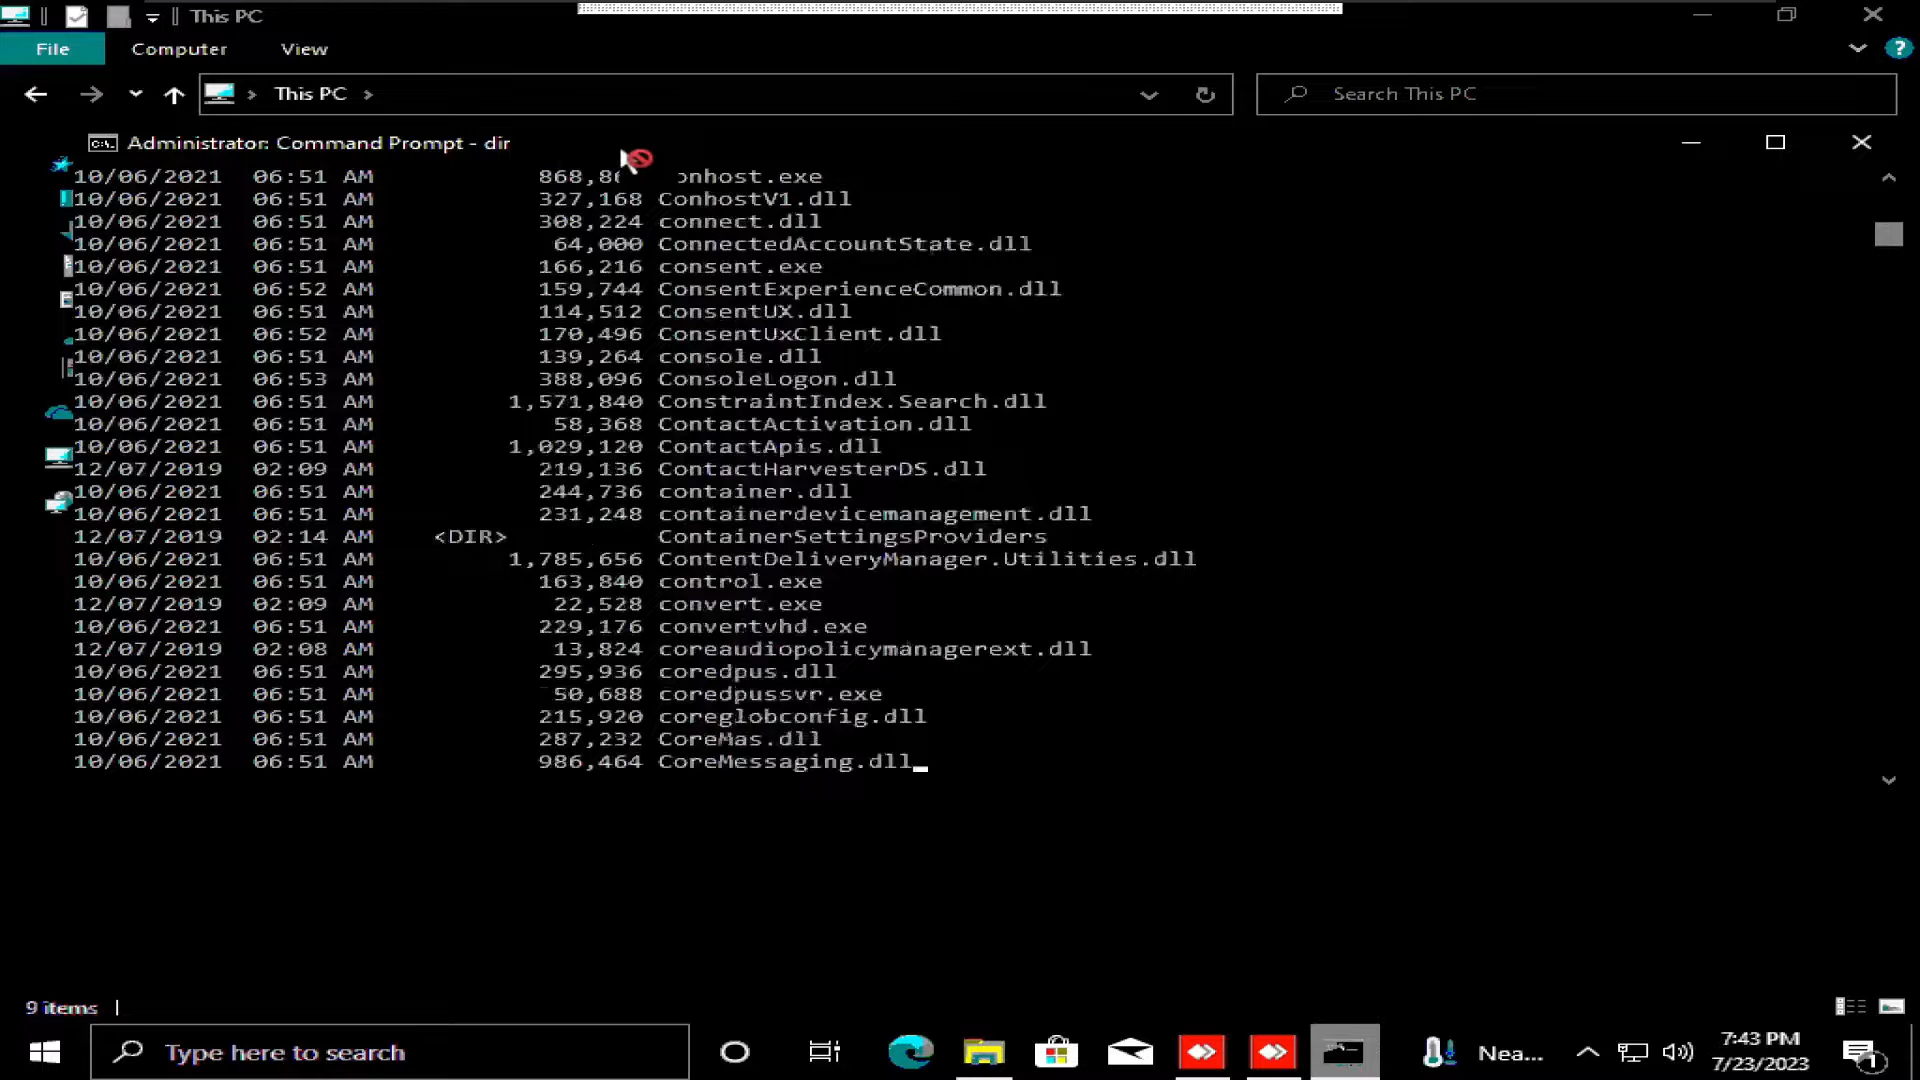 This PC
File Computer View
This PC
Search This PC
Administrator: Command Prompt - dir
10/06/2021 06:51 AM 868,8 onhost.exe
10/06/2021 06:51 AM 327,168 ConhostV1.dll
10/06/2021 06:51 AM 308,224 connect.dll
10/06/2021 06:51 AM 64,000 ConnectedAccountState.dll
10/06/2021 06:51 AM 166,216 consent.exe
10/06/2021 06:52 AM 159,744 ConsentExperienceCommon.dll
10/06/2021 06:51 AM 114,512 ConsentUX.dll
10/06/2021 06:52 AM 170,496 ConsentUxClient.dll
10/06/2021 06:51 AM 139,264 console.dll
10/06/2021 06:53 AM 388,096 ConsoleLogon.dll
10/06/2021 06:51 AM 1,571,840 ConstraintIndex.Search.dll
10/06/2021 06:51 AM 58,368 ContactActivation.dll
10/06/2021 06:51 AM 1,029,120 ContactApis.dll
12/07/2019 02:09 AM 219,136 ContactHarvesterDS.dll
10/06/2021 06:51 AM 244,736 container.dll
10/06/2021 06:51 AM 231,248 containerdevicemanagement.dll
12/07/2019 02:14 AM <DIR> ContainerSettingsProviders
10/06/2021 06:51 AM 1,785,656 ContentDeliveryManager.Utilities.dll
10/06/2021 06:51 AM 163,840 control.exe
12/07/2019 02:09 AM 22,528 convert.exe
10/06/2021 06:51 AM 229,176 convertvhd.exe
12/07/2019 02:08 AM 13,824 coreaudiopolicymanagerext.dll
10/06/2021 06:51 AM 295,936 coredpus.dll
10/06/2021 06:51 AM 50,688 coredpussvr.exe
10/06/2021 06:51 AM 215,920 coreglobconfig.dll
10/06/2021 06:51 AM 287,232 CoreMas.dll
10/06/2021 06:51 AM 986,464 CoreMessaging.dll
9 items
Type here to search
Nea...
7:43 PM
7/23/2023
1